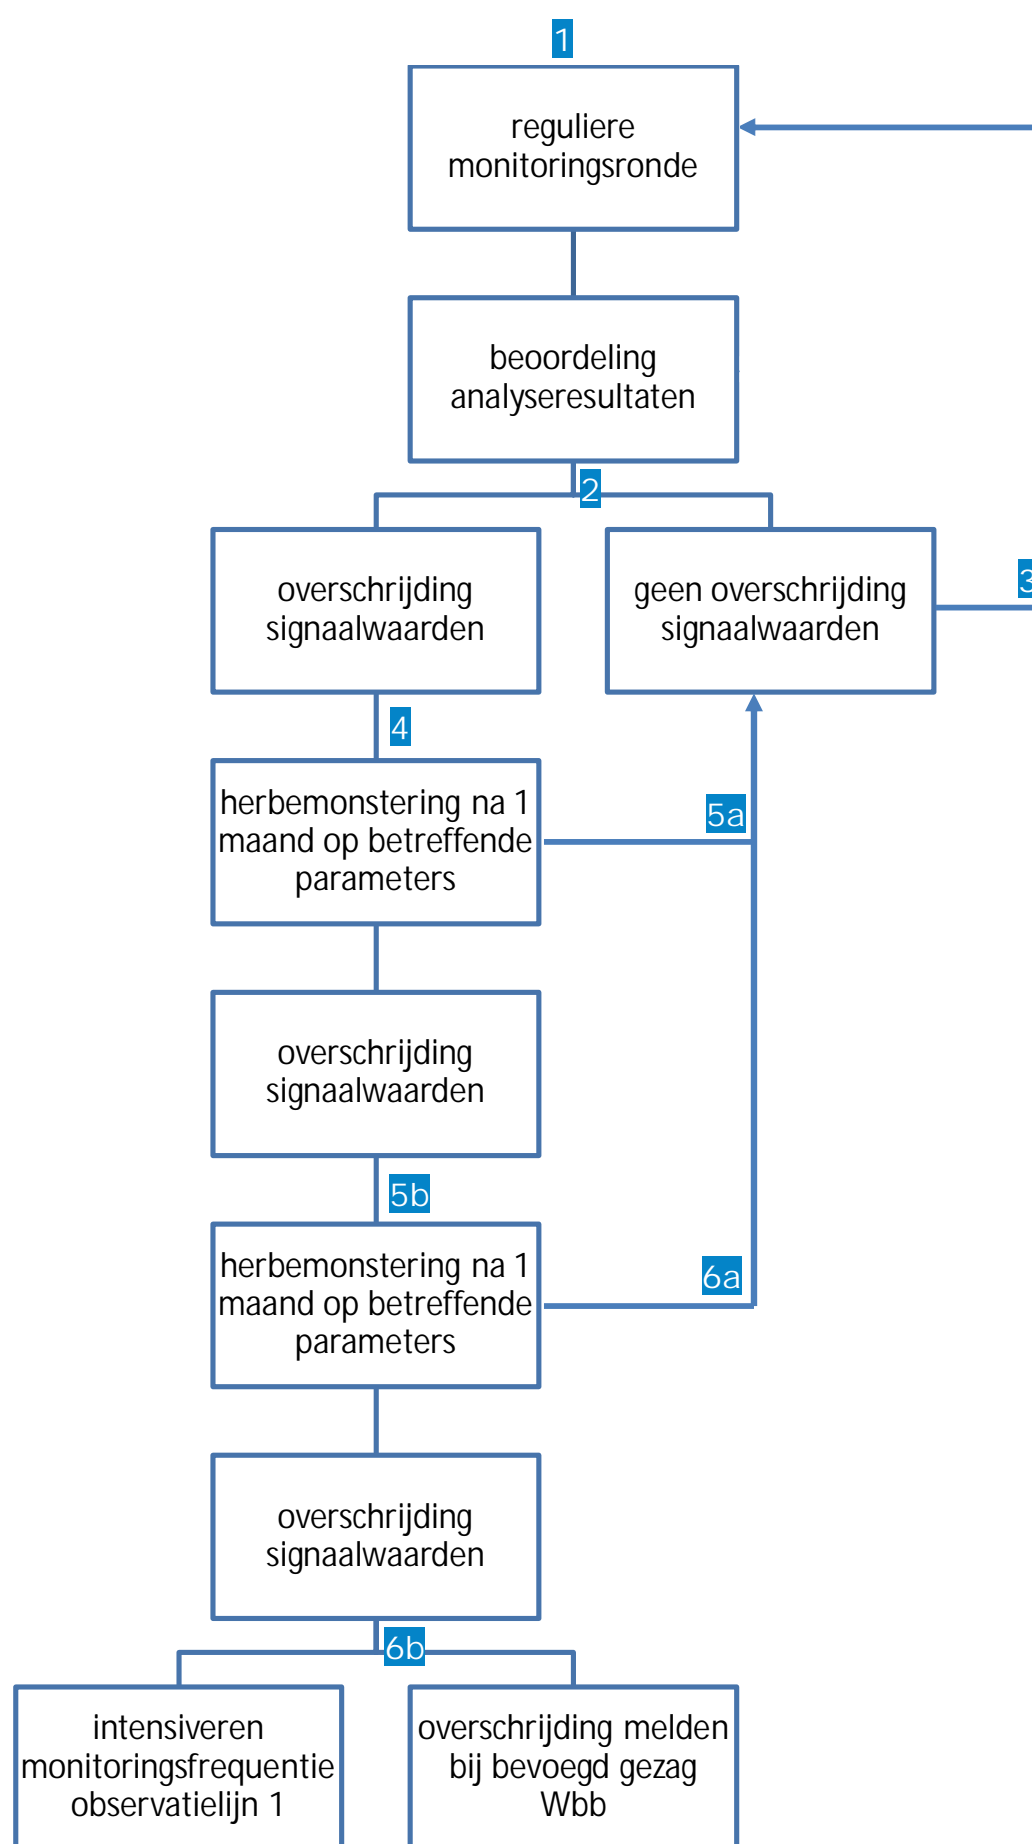 1
reguliere
monitoringsronde
beoordeling
analyseresultaten
2
overschrijding
signaalwaarden
geen overschrijding
signaalwaarden
3
4
herbemonstering na 1
maand op betreffende
parameters
5a
overschrijding
signaalwaarden
5b
herbemonstering na 1
maand op betreffende
parameters
6a
overschrijding
signaalwaarden
6b
intensiveren
monitoringsfrequentie
observatielijn 1
overschrijding melden
bij bevoegd gezag
Wbb